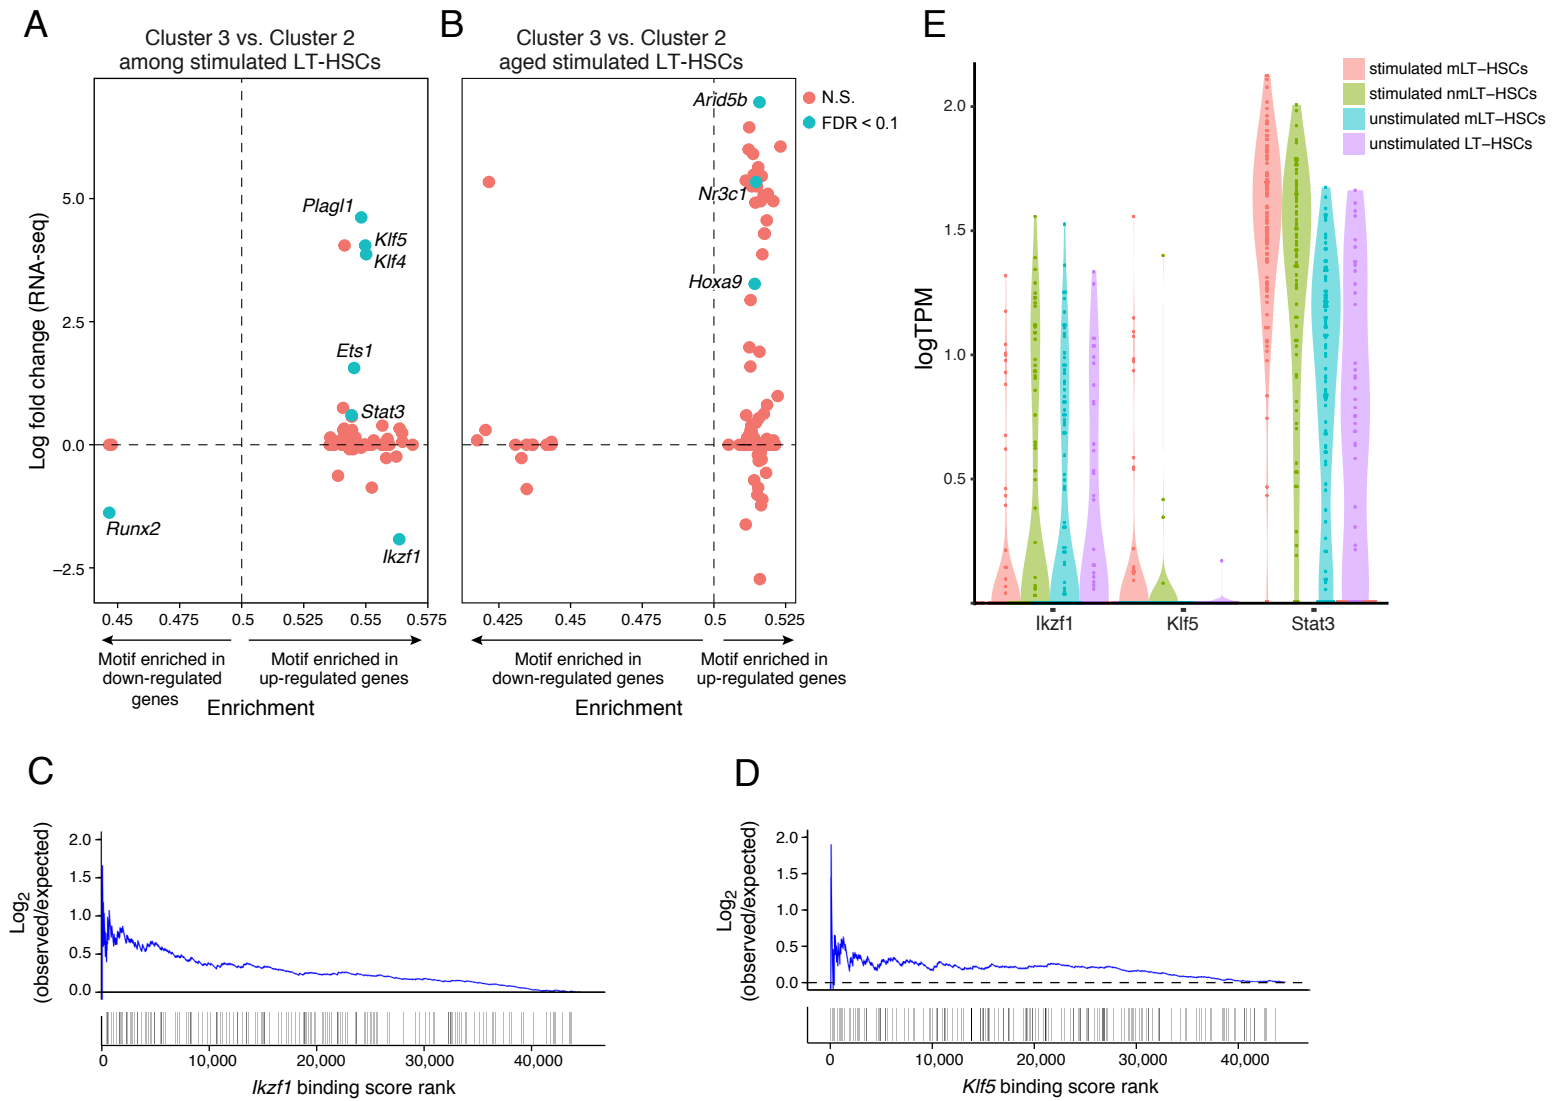 A
Cluster 3 vs. Cluster 2
among stimulated LT-HSCs
Log fold change (RNA-seq)
5.0
2.5
0.0
−2.5
Plagl1
Klf5
Klf4
Ets1
Stat3
Runx2
Ikzf1
0.45
0.475
0.5
0.525
0.55
0.575
Motif enriched in
down-regulated
genes
Motif enriched in
up-regulated genes
Enrichment
B
Cluster 3 vs. Cluster 2
aged stimulated LT-HSCs
Arid5b
Nr3c1
Hoxa9
N.S.
FDR < 0.1
0.425
0.45
0.475
0.5
0.525
Motif enriched in
down-regulated genes
Motif enriched in
up-regulated genes
Enrichment
E
stimulated mLT−HSCs
stimulated nmLT−HSCs
unstimulated mLT−HSCs
unstimulated LT−HSCs
logTPM
2.0
1.5
1.0
0.5
Ikzf1
Klf5
Stat3
C
Log2
(observed/expected)
2.0
1.5
1.0
0.5
0.0
0
10,000
20,000
30,000
40,000
Ikzf1 binding score rank
D
Log2
(observed/expected)
2.0
1.5
1.0
0.5
0.0
0
10,000
20,000
30,000
40,000
Klf5 binding score rank